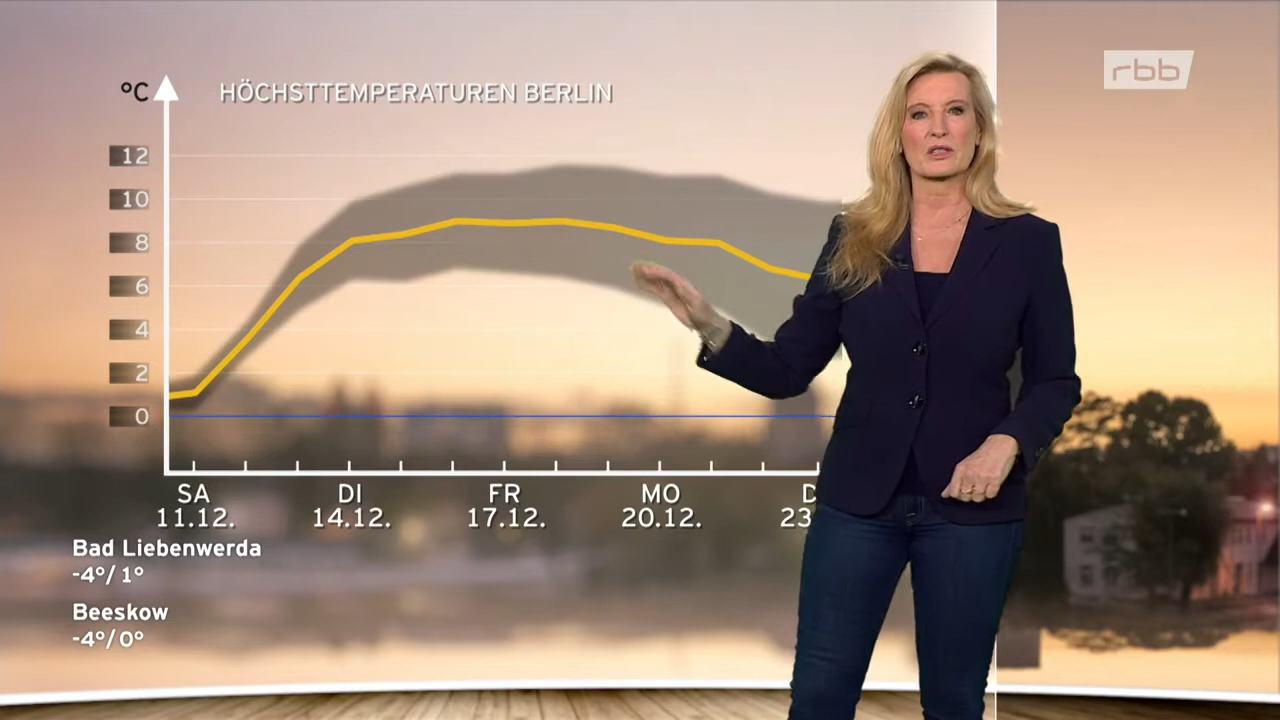 rbb
°C
HÖCHSTTEMPERATUREN BERLIN
12
10
8
6
4
2
0
SA DI FR MO D
11.12. 14.12. 17.12. 20.12. 23
Bad Liebenwerda
-4°/ 1°
Beeskow
-4°/0°